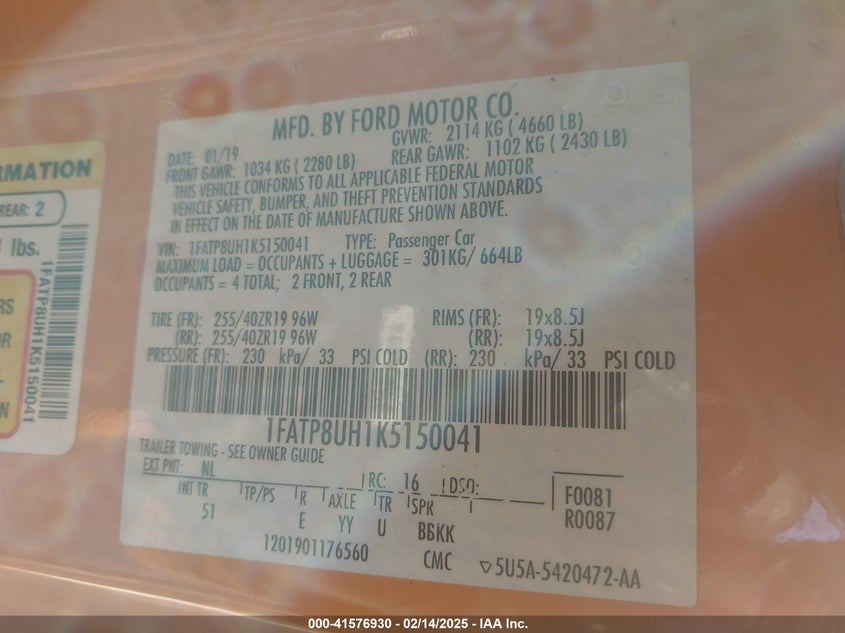 RMATION
REAR: 2
lbs.
RS
OR
L
N
1FATP8UH1K5150041
MFD. BY FORD MOTOR CO.
DATE: 01/19 GVWR: 2114 KG ( 4660 LB)
FRONT GAWR: 1034 KG ( 2280 LB) REAR GAWR: 1102 KG ( 2430 LB)
THIS VEHICLE CONFORMS TO ALL APPLICABLE FEDERAL MOTOR
VEHICLE SAFETY, BUMPER, AND THEFT PREVENTION STANDARDS
IN EFFECT ON THE DATE OF MANUFACTURE SHOWN ABOVE.
VIN: 1FATP8UH1K5150041 TYPE: Passenger Car
MAXIMUM LOAD = OCCUPANTS + LUGGAGE = 301KG/ 664LB
OCCUPANTS = 4 TOTAL; 2 FRONT, 2 REAR
TIRE (FR): 255/40ZR19 96W RIMS (FR): 19x8.5J
(RR): 255/40ZR19 96W (RR): 19x8.5J
PRESSURE (FR): 230 kPa/ 33 PSI COLD (RR): 230 kPa/ 33 PSI COLD
1FATP8UH1K5150041
TRAILER TOWING - SEE OWNER GUIDE
EXT PNT: NL RC: 16 DSO:
INT TR TP/PS R AXLE TR SPR F0081
51 E YY U BBKK R0087
1201901176560 CMC ▽5U5A-5420472-AA
000-41576930 - 02/14/2025 - IAA Inc.